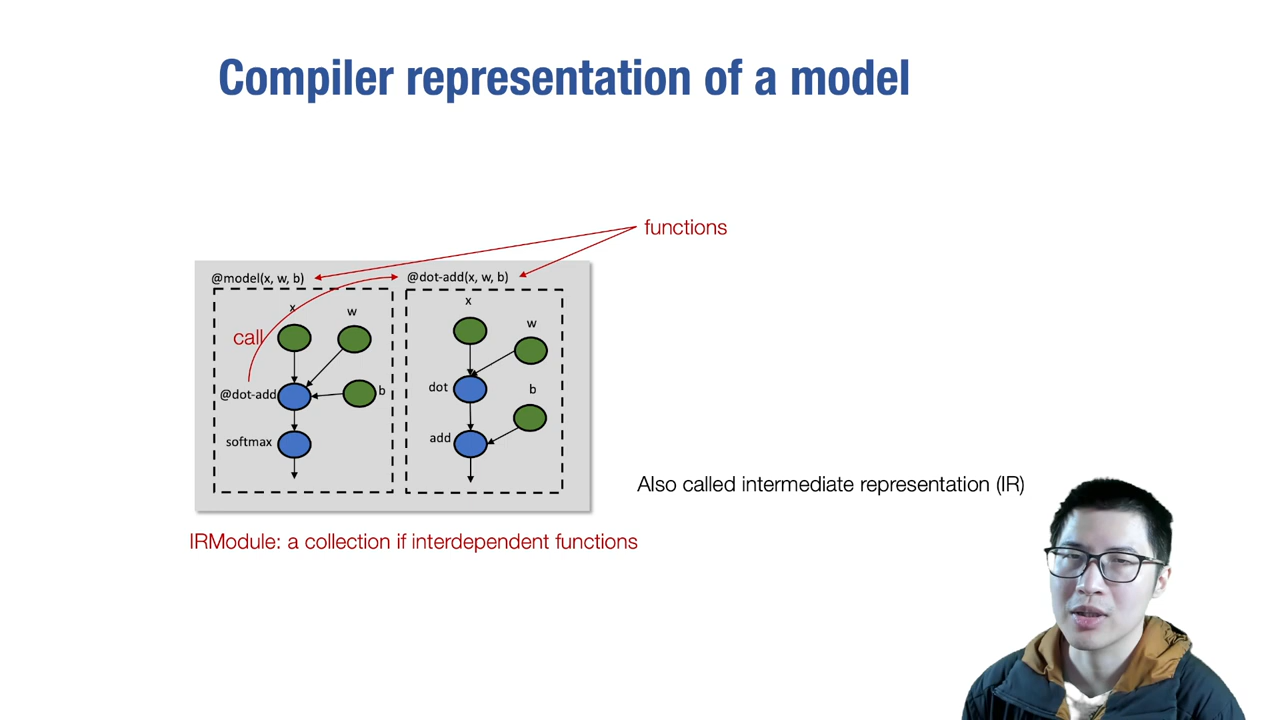 Compiler representation of a model
functions
@model(x, w, b)
@dot-add(x, w, b)
x
w
call
@dot-add
b
softmax
x
w
dot
b
add
Also called intermediate representation (IR)
IRModule: a collection if interdependent functions